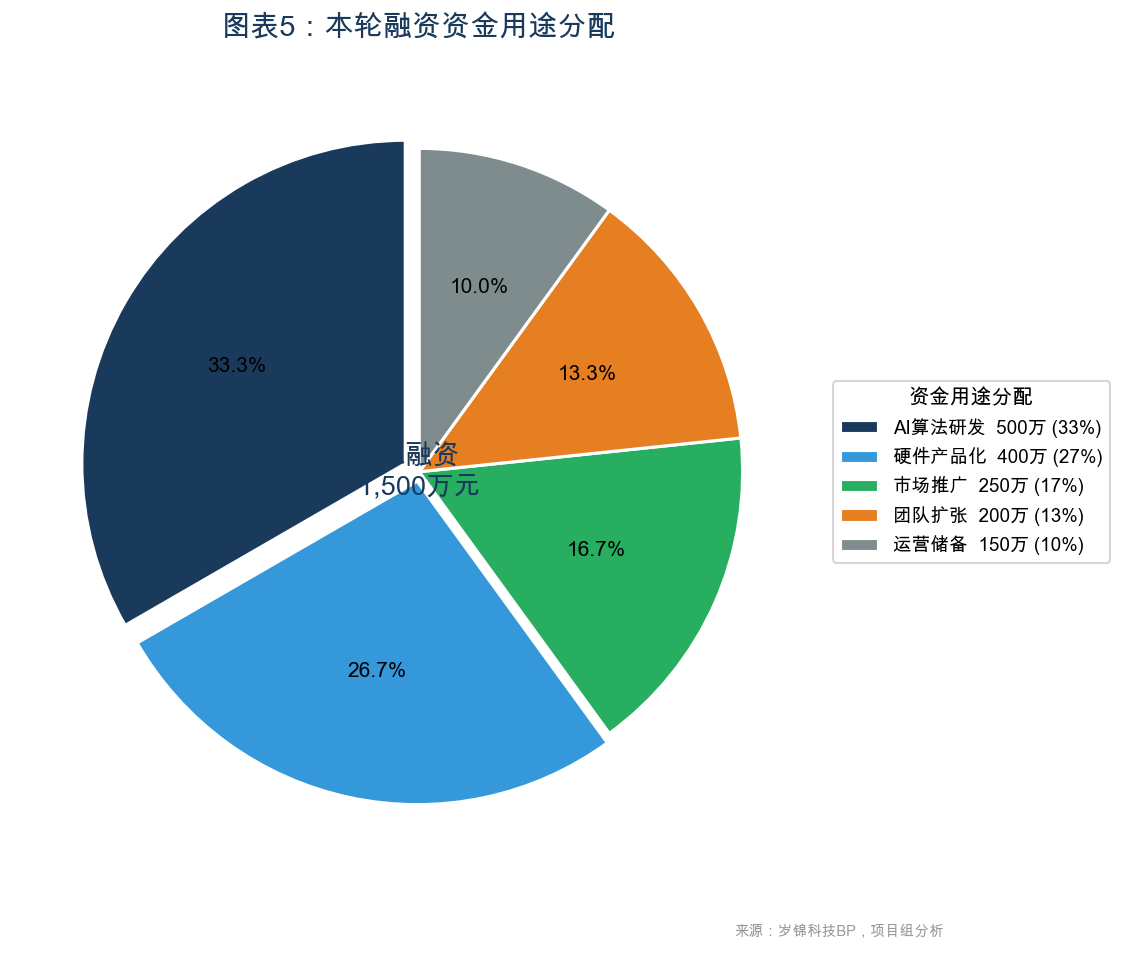 图表5：本轮融资资金用途分配
10.0%
33.3%
13.3%
融资
1,500万元
16.7%
26.7%
资金用途分配
AI算法研发 500万 (33%)
硬件产品化 400万 (27%)
市场推广 250万 (17%)
团队扩张 200万 (13%)
运营储备 150万 (10%)
来源：岁锦科技BP，项目组分析